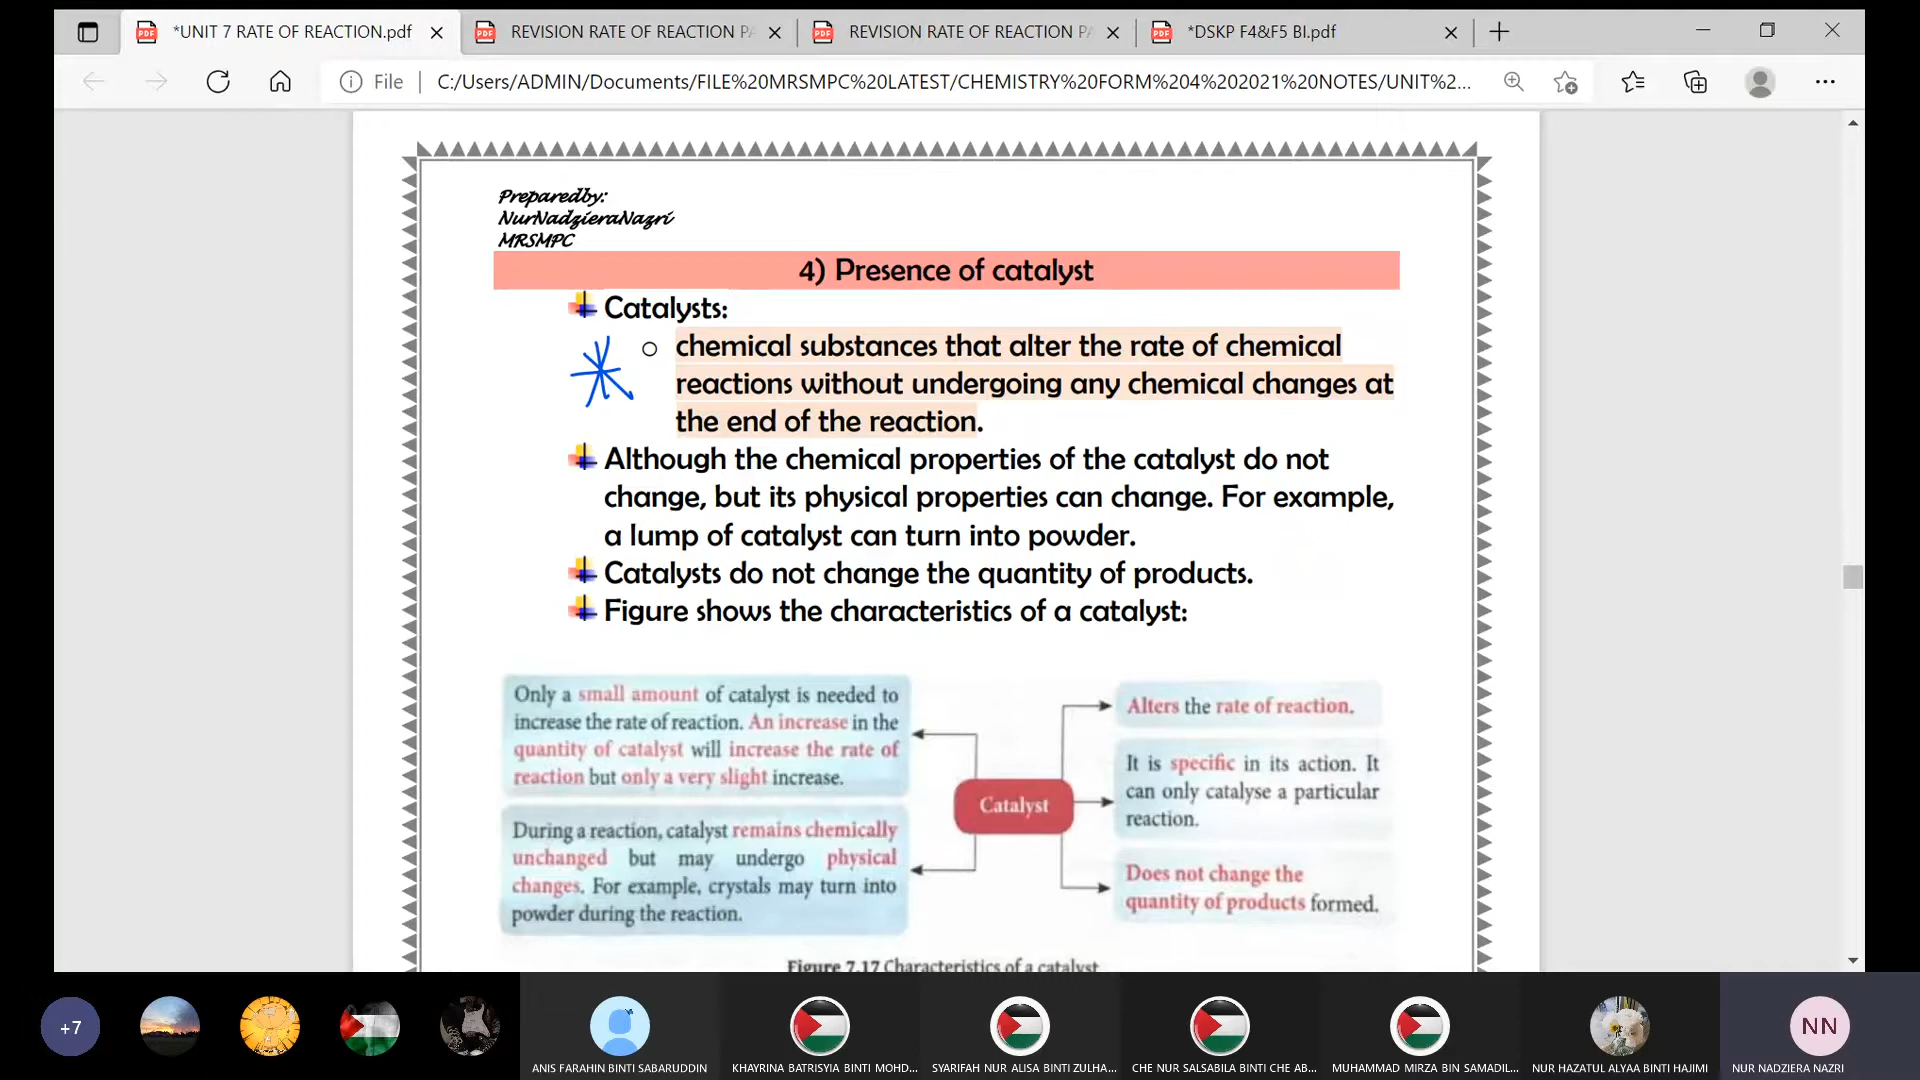 *UNIT 7 RATE OF REACTION.pdf
REVISION RATE OF REACTION PA
REVISION RATE OF REACTION PA
*DSKP F4&F5 BI.pdf
File
C:/Users/ADMIN/Documents/FILE%20MRSMPC%20LATEST/CHEMISTRY%20FORM%204%202021%20NOTES/UNIT%2...
Preparedby:
NurNadzieraNazri
MRSMPC
4) Presence of catalyst
Catalysts:
chemical substances that alter the rate of chemical
reactions without undergoing any chemical changes at
the end of the reaction.
Although the chemical properties of the catalyst do not
change, but its physical properties can change. For example,
a lump of catalyst can turn into powder.
Catalysts do not change the quantity of products.
Figure shows the characteristics of a catalyst:
Only a small amount of catalyst is needed to
increase the rate of reaction. An increase in the
quantity of catalyst will increase the rate of
reaction but only a very slight increase.
During a reaction, catalyst remains chemically
unchanged but may undergo physical
changes. For example, crystals may turn into
powder during the reaction.
Catalyst
Alters the rate of reaction.
It is specific in its action. It
can only catalyse a particular
reaction.
Does not change the
quantity of products formed.
Figure 7.17 Characteristics of a catalyst
+7
ANIS FARAHIN BINTI SABARUDDIN
KHAYRINA BATRISYIA BINTI MOHD...
SYARIFAH NUR ALISA BINTI ZULHA...
CHE NUR SALSABILA BINTI CHE AB...
MUHAMMAD MIRZA BIN SAMADIL...
NUR HAZATUL ALYAA BINTI HAJIMI
NN
NUR NADZIERA NAZRI